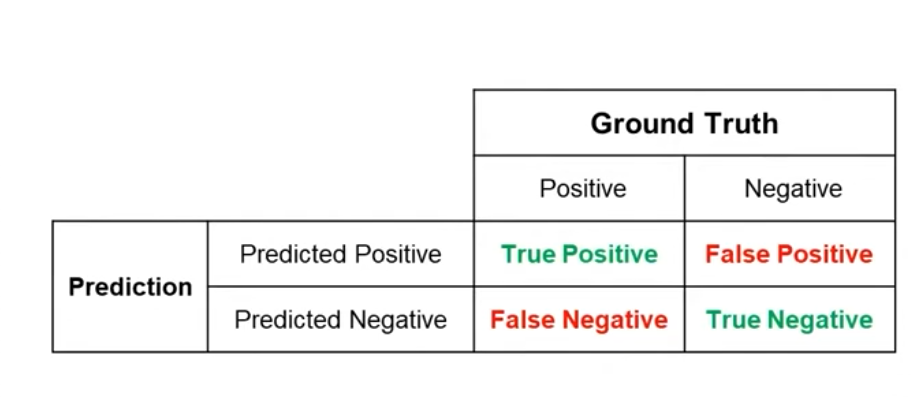 Ground Truth
Positive Negative
Prediction
Predicted Positive True Positive False Positive
Predicted Negative False Negative True Negative